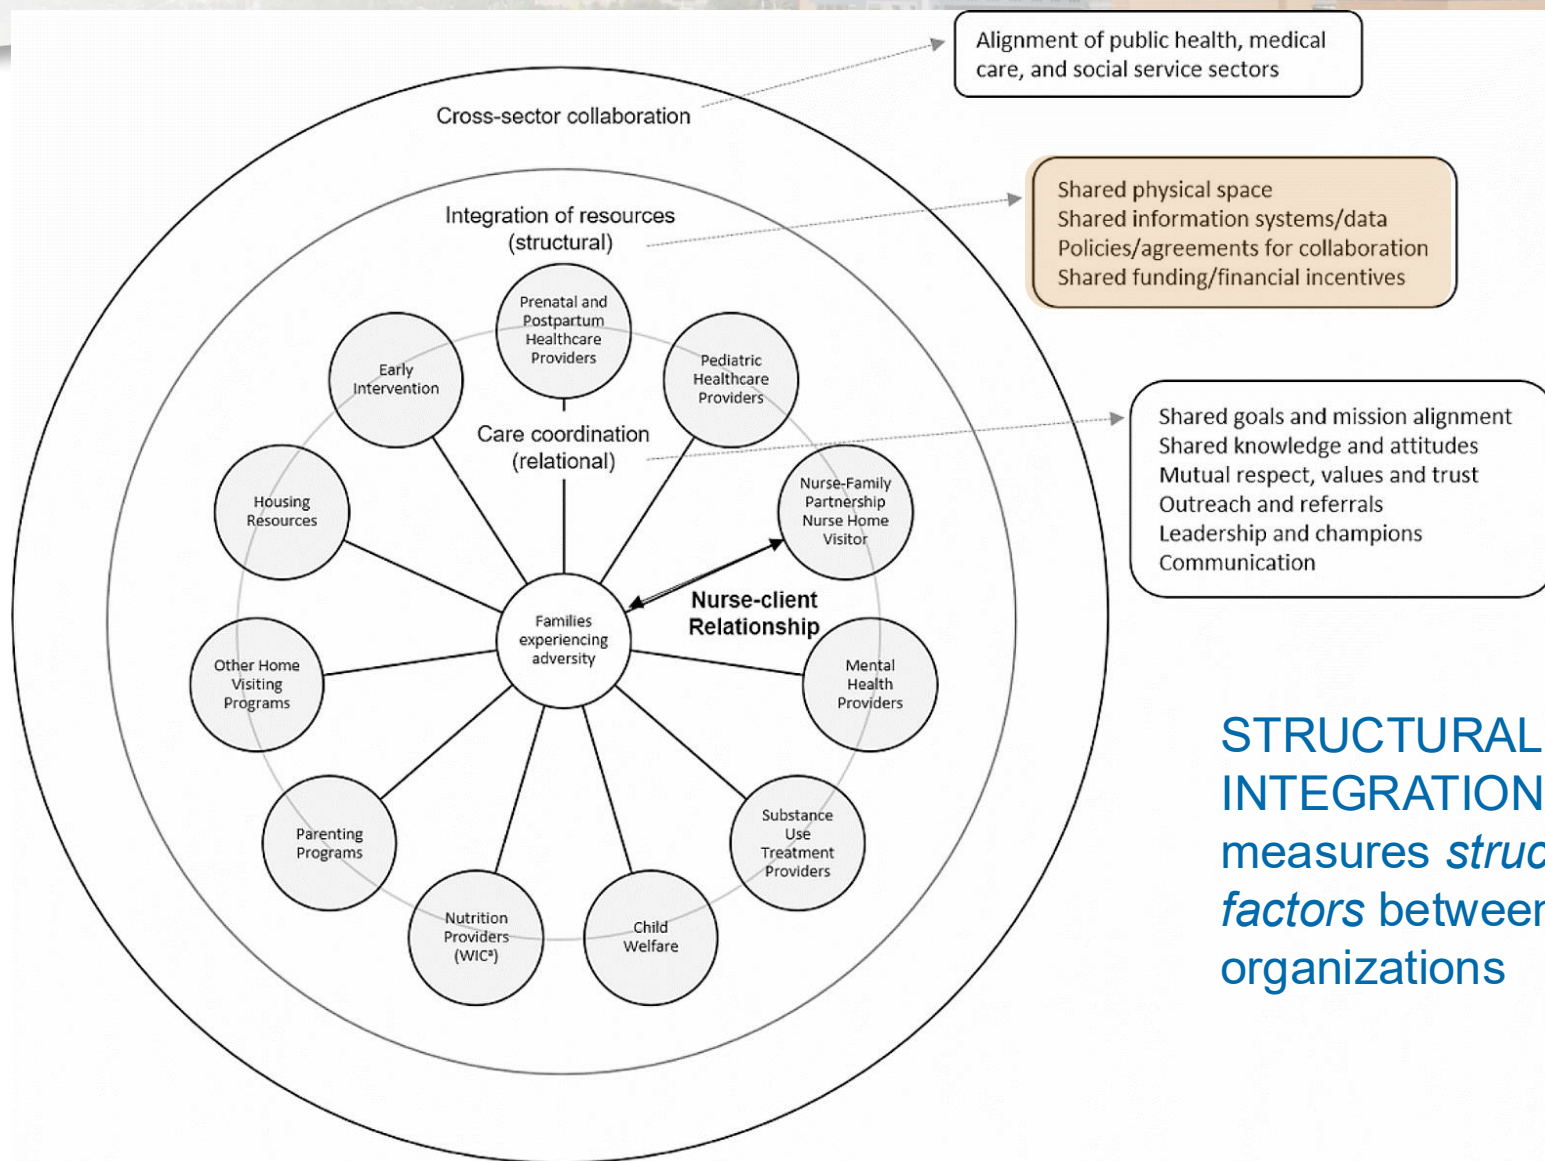 Alignment of public health, medical
care, and social service sectors
Cross-sector collaboration
Shared physical space
Shared information systems/data
Policies/agreements for collaboration
Shared funding/financial incentives
Integration of resources
(structural)
Prenatal and
Postpartum
Healthcare
Providers
Early
Intervention
Pediatric
Healthcare
Providers
Care coordination
(relational)
Shared goals and mission alignment
Shared knowledge and attitudes
Mutual respect, values and trust
Outreach and referrals
Leadership and champions
Communication
Housing
Resources
Nurse-Family
Partnership
Nurse Home
Visitor
Nurse-client
Relationship
Families
experiencing
adversity
Other Home
Visiting
Programs
Mental
Health
Providers
Parenting
Programs
Substance
Use
Treatment
Providers
Nutrition
Providers
(WICª)
Child
Welfare
STRUCTURAL
INTEGRATION
measures
factors between
organizations